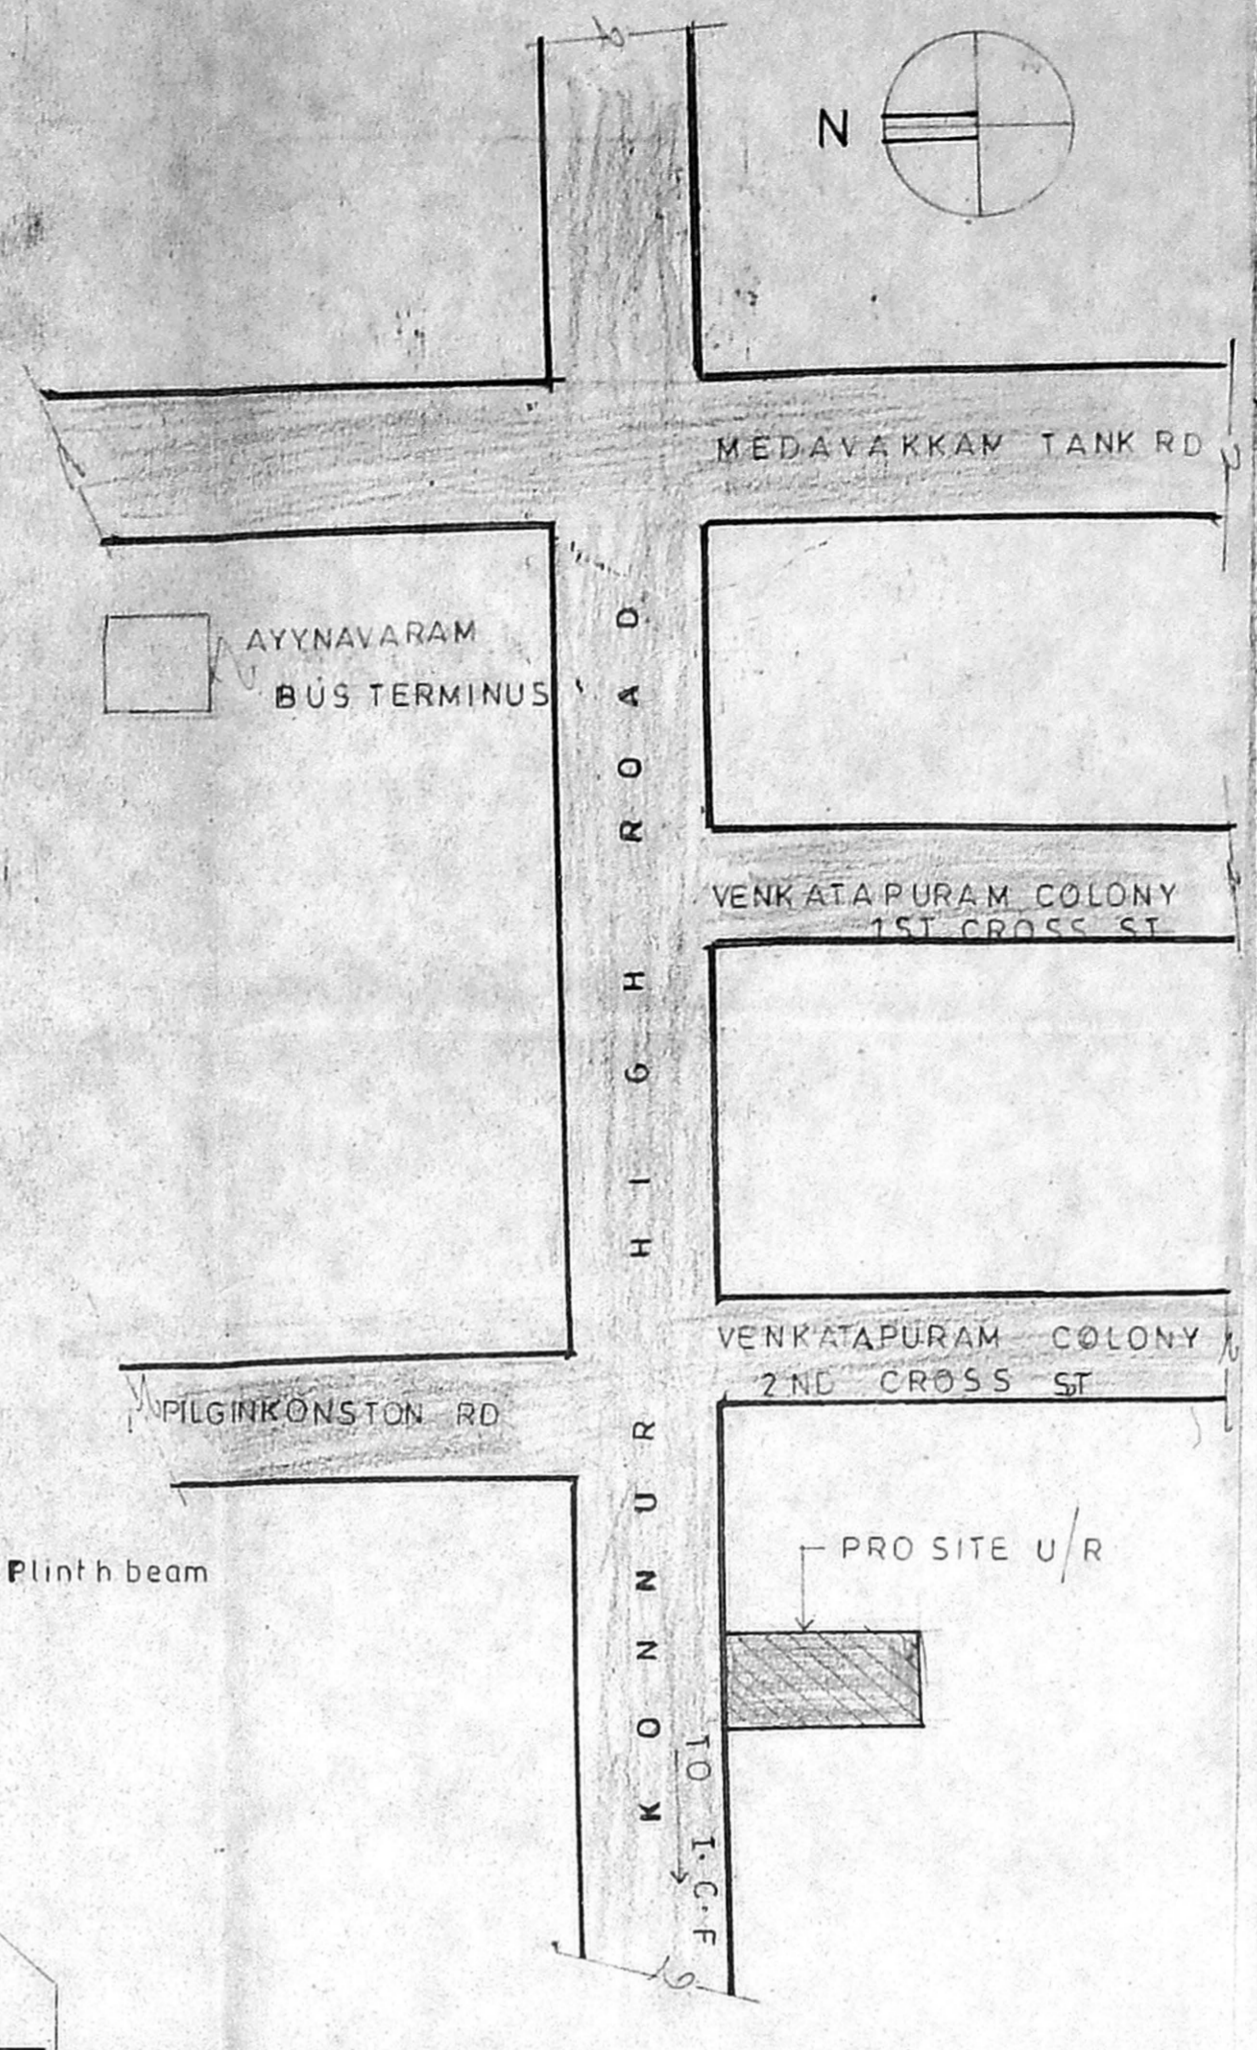 N
MEDAVAKKAM TANK RD
AYYNAVARAM
BUS TERMINUS
VENKATAPURAM COLONY
1ST CROSS ST
KONNUR HIGH ROAD
VENKATAPURAM COLONY
2ND CROSS ST
PILGINKONSTON RD
PRO SITE U/R
Plinth beam
TO I.C.F